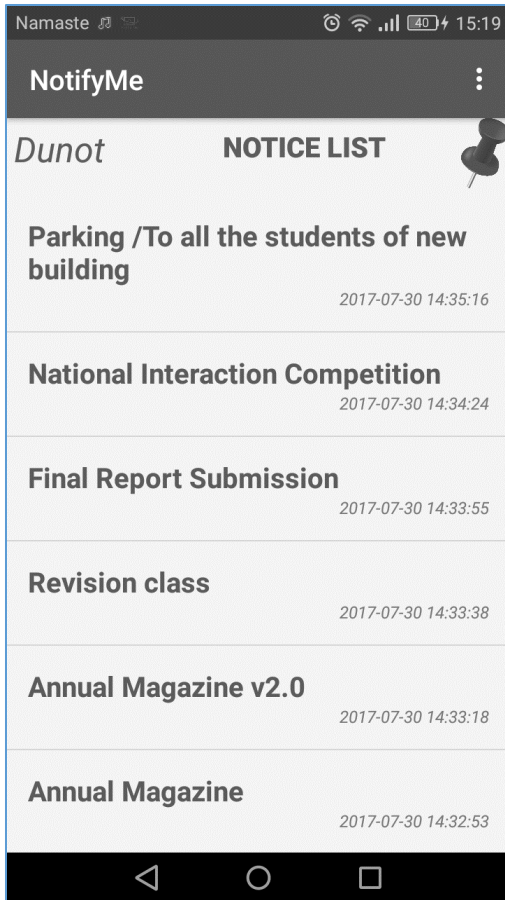 Namaste 40 15:19
NotifyMe
Dunot NOTICE LIST
Parking /To all the students of new
building
2017-07-30 14:35:16
National Interaction Competition
2017-07-30 14:34:24
Final Report Submission
2017-07-30 14:33:55
Revision class
2017-07-30 14:33:38
Annual Magazine v2.0
2017-07-30 14:33:18
Annual Magazine
2017-07-30 14:32:53